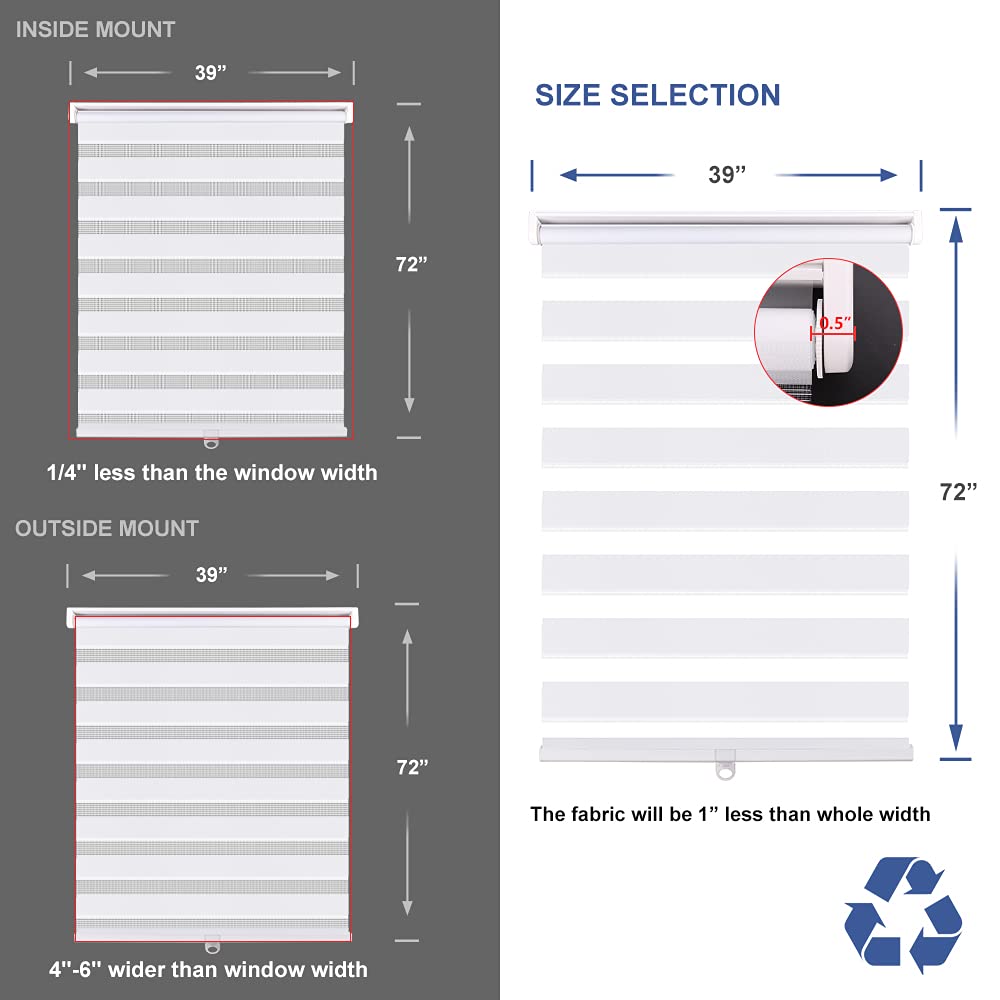 INSIDE MOUNT
39”
72”
1/4" less than the window width
OUTSIDE MOUNT
39”
72”
4"-6" wider than window width
SIZE SELECTION
39”
0.5”
72”
The fabric will be 1” less than whole width